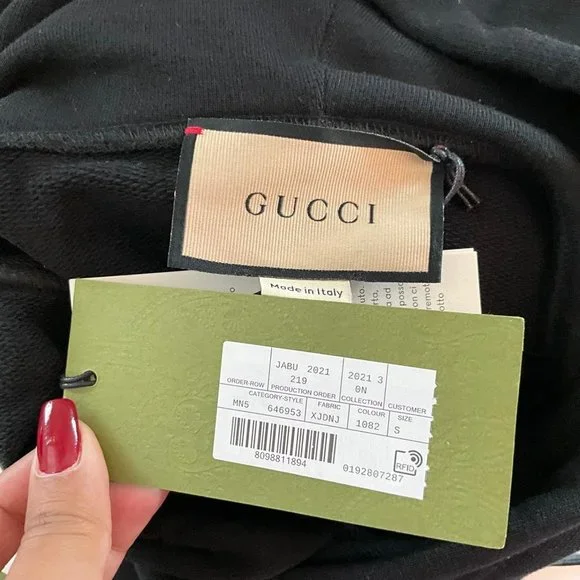 GUCCI
Made in Italy
JABU 2021 2021 3
219 0N
ORDER-ROW PRODUCTION ORDER COLLECTION CUSTOMER
CATEGORY-STYLE FABRIC COLOUR SIZE
MN5 646953 XJDNJ 1082 S
8098811894 0192807287
RFID